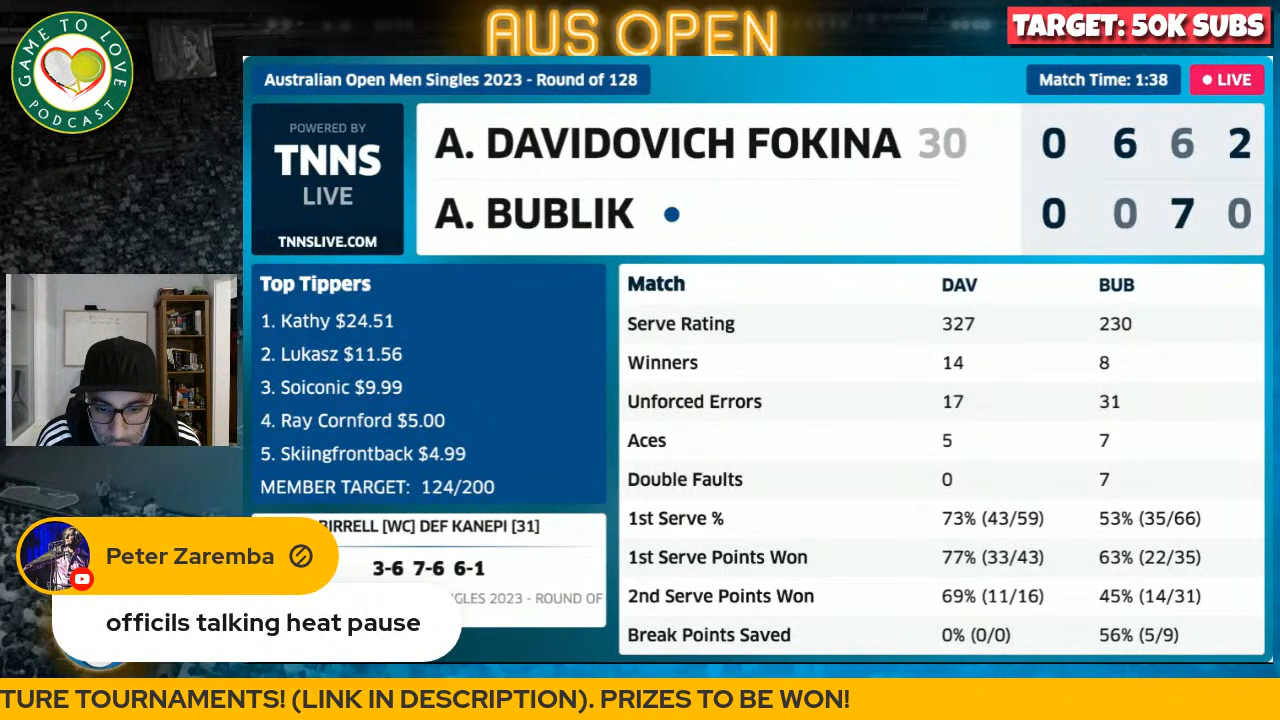 AUS OPEN
TARGET: 50K SUBS
GAME TO LOVE
PODCAST
Australian Open Men Singles 2023 - Round of 128
Match Time: 1:38
LIVE
POWERED BY
TNNS
LIVE
TNNSLIVE.COM
A. DAVIDOVICH FOKINA 30 0 6 6 2
A. BUBLIK 0 0 7 0
Top Tippers
1. Kathy $24.51
2. Lukasz $11.56
3. Soiconic $9.99
4. Ray Cornford $5.00
5. Skiingfrontback $4.99
MEMBER TARGET: 124/200
BIRRELL [WC] DEF KANEPI [31]
3-6 7-6 6-1
GLES 2023 - ROUND OF
Match DAV BUB
Serve Rating 327 230
Winners 14 8
Unforced Errors 17 31
Aces 5 7
Double Faults 0 7
1st Serve % 73% (43/59) 53% (35/66)
1st Serve Points Won 77% (33/43) 63% (22/35)
2nd Serve Points Won 69% (11/16) 45% (14/31)
Break Points Saved 0% (0/0) 56% (5/9)
Peter Zaremba
officils talking heat pause
TURE TOURNAMENTS! (LINK IN DESCRIPTION). PRIZES TO BE WON!